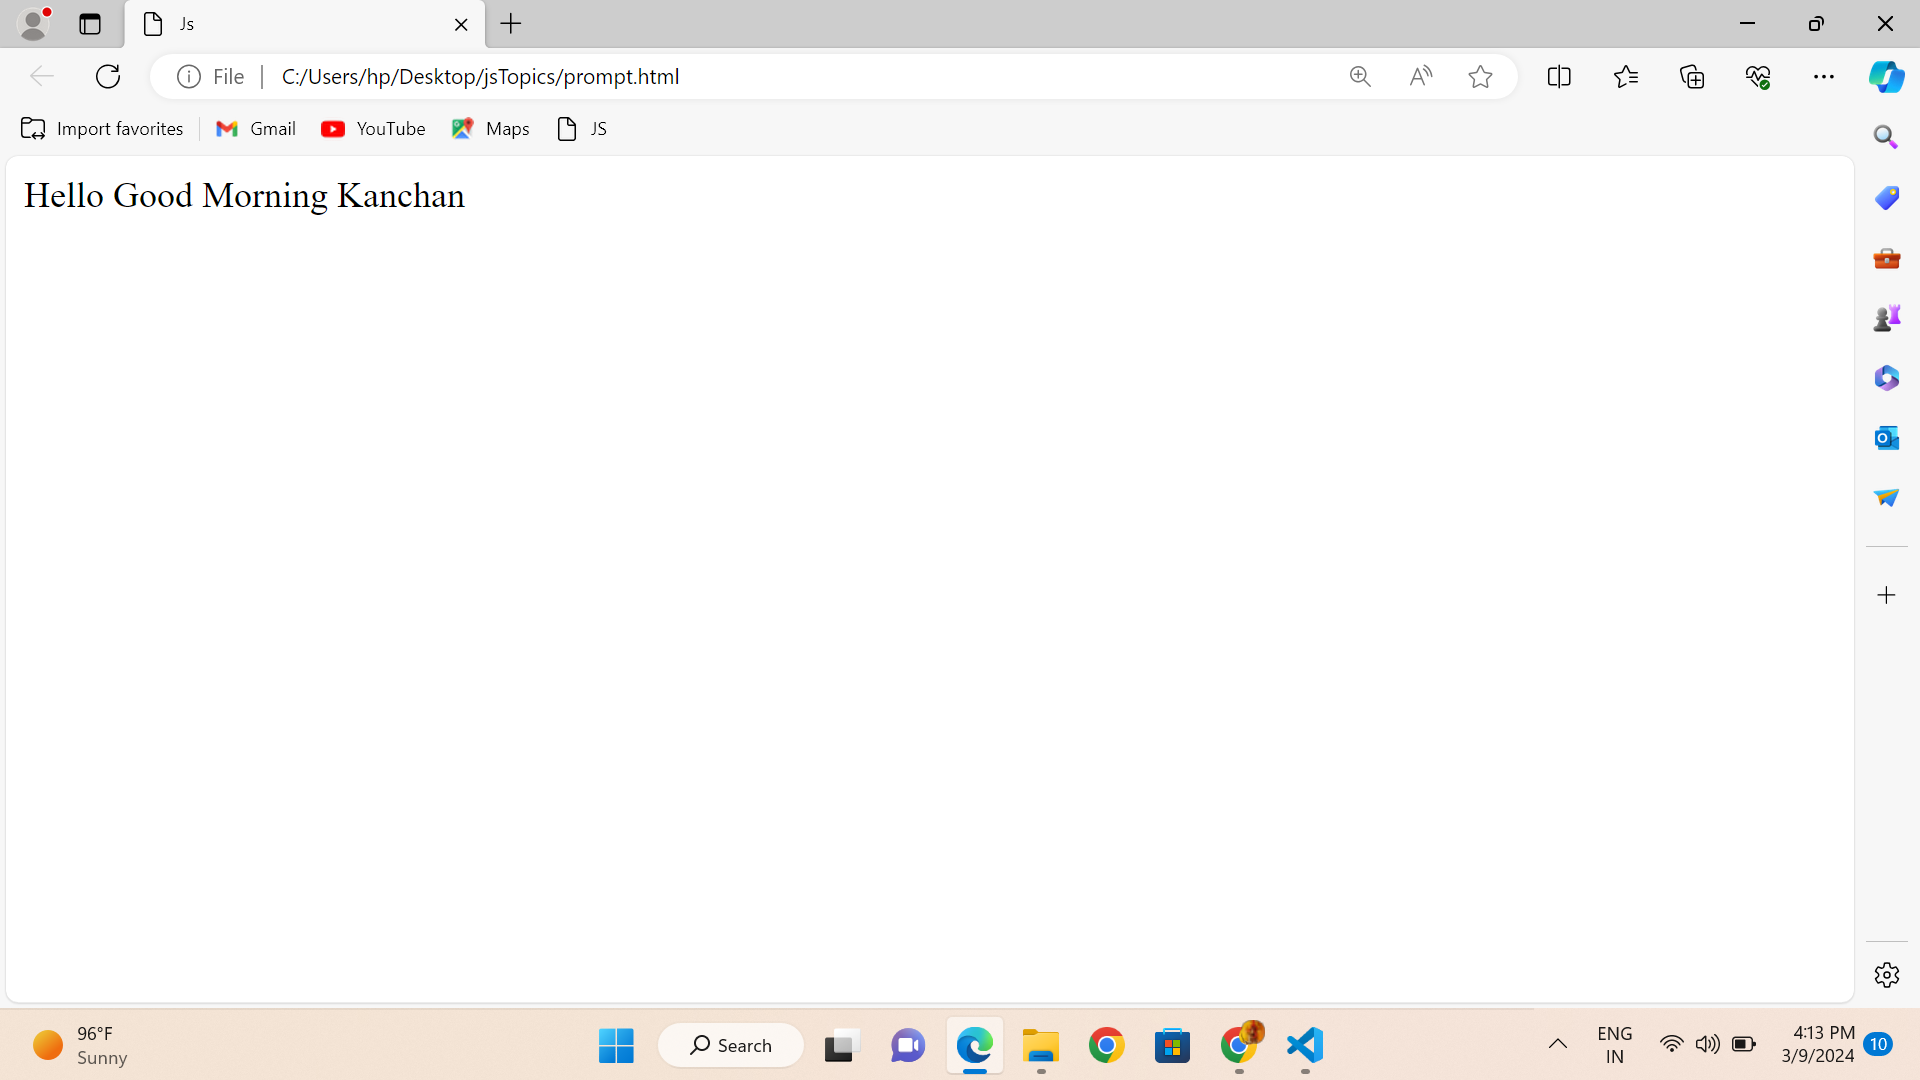 Js
File
C:/Users/hp/Desktop/jsTopics/prompt.html
Import favorites
Gmail
YouTube
Maps
JS
Hello Good Morning Kanchan
96°F
Sunny
Search
ENG
IN
4:13 PM
3/9/2024
10